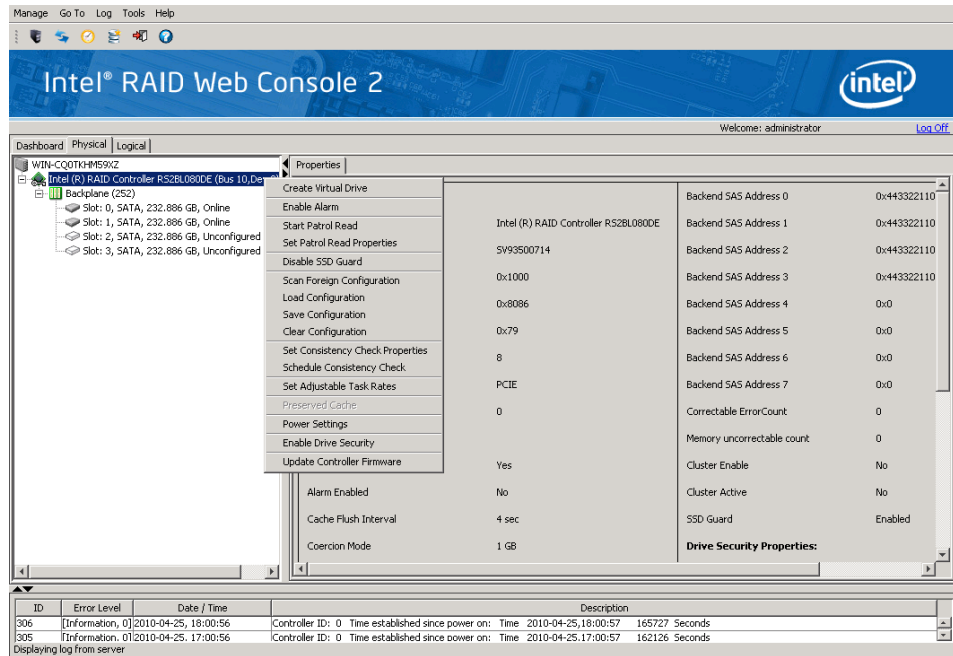 Manage Go To Log Tools Help
Intel® RAID Web Console 2
intel
Welcome: administrator Log Off
Dashboard Physical Logical
WIN-CQ0TKHM59XZ
Intel (R) RAID Controller RS2BL080DE (Bus 10,Dev
Backplane (252)
Slot: 0, SATA, 232.886 GB, Online
Slot: 1, SATA, 232.886 GB, Online
Slot: 2, SATA, 232.886 GB, Unconfigured
Slot: 3, SATA, 232.886 GB, Unconfigured
Create Virtual Drive
Enable Alarm
Start Patrol Read
Set Patrol Read Properties
Disable SSD Guard
Scan Foreign Configuration
Load Configuration
Save Configuration
Clear Configuration
Set Consistency Check Properties
Schedule Consistency Check
Set Adjustable Task Rates
Preserved Cache
Power Settings
Enable Drive Security
Update Controller Firmware
Properties
Backend SAS Address 0 0x443322110
Intel (R) RAID Controller RS2BL080DE Backend SAS Address 1 0x443322110
SV93500714 Backend SAS Address 2 0x443322110
0x1000 Backend SAS Address 3 0x443322110
0x8086 Backend SAS Address 4 0x0
0x79 Backend SAS Address 5 0x0
8 Backend SAS Address 6 0x0
PCIE Backend SAS Address 7 0x0
0 Correctable ErrorCount 0
Memory uncorrectable count 0
Yes Cluster Enable No
Alarm Enabled No Cluster Active No
Cache Flush Interval 4 sec SSD Guard Enabled
Coercion Mode 1 GB Drive Security Properties:
ID Error Level Date / Time Description
306 [Information, 0] 2010-04-25, 18:00:56 Controller ID: 0 Time established since power on: Time 2010-04-25,18:00:57 165727 Seconds
305 [Information, 0] 2010-04-25, 17:00:56 Controller ID: 0 Time established since power on: Time 2010-04-25,17:00:57 162126 Seconds
Displaying log from server